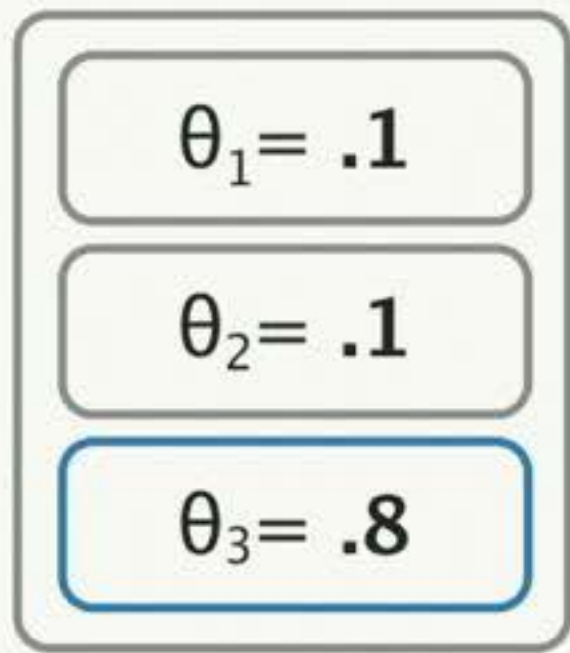 θ₁= .1
θ₂= .1
θ₃= .8